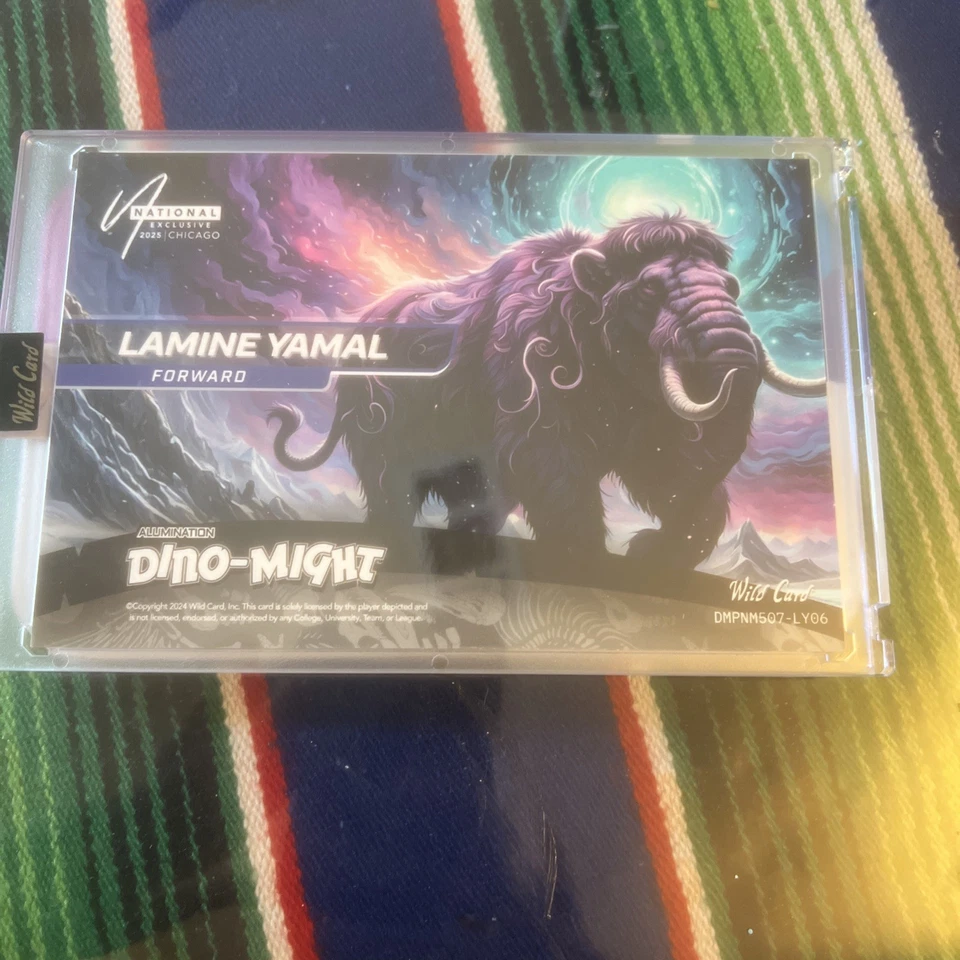 NATIONAL
EXCLUSIVE
2025 | CHICAGO
LAMINE YAMAL
FORWARD
Wild Card
ALUMINATION
DINO-MIGHT
©Copyright 2024 Wild Card, Inc. This card is solely licensed by the player depicted and
is not licensed, endorsed, or authorized by any College, University, Team, or League.
Wild Card
DMPNM507-LY06